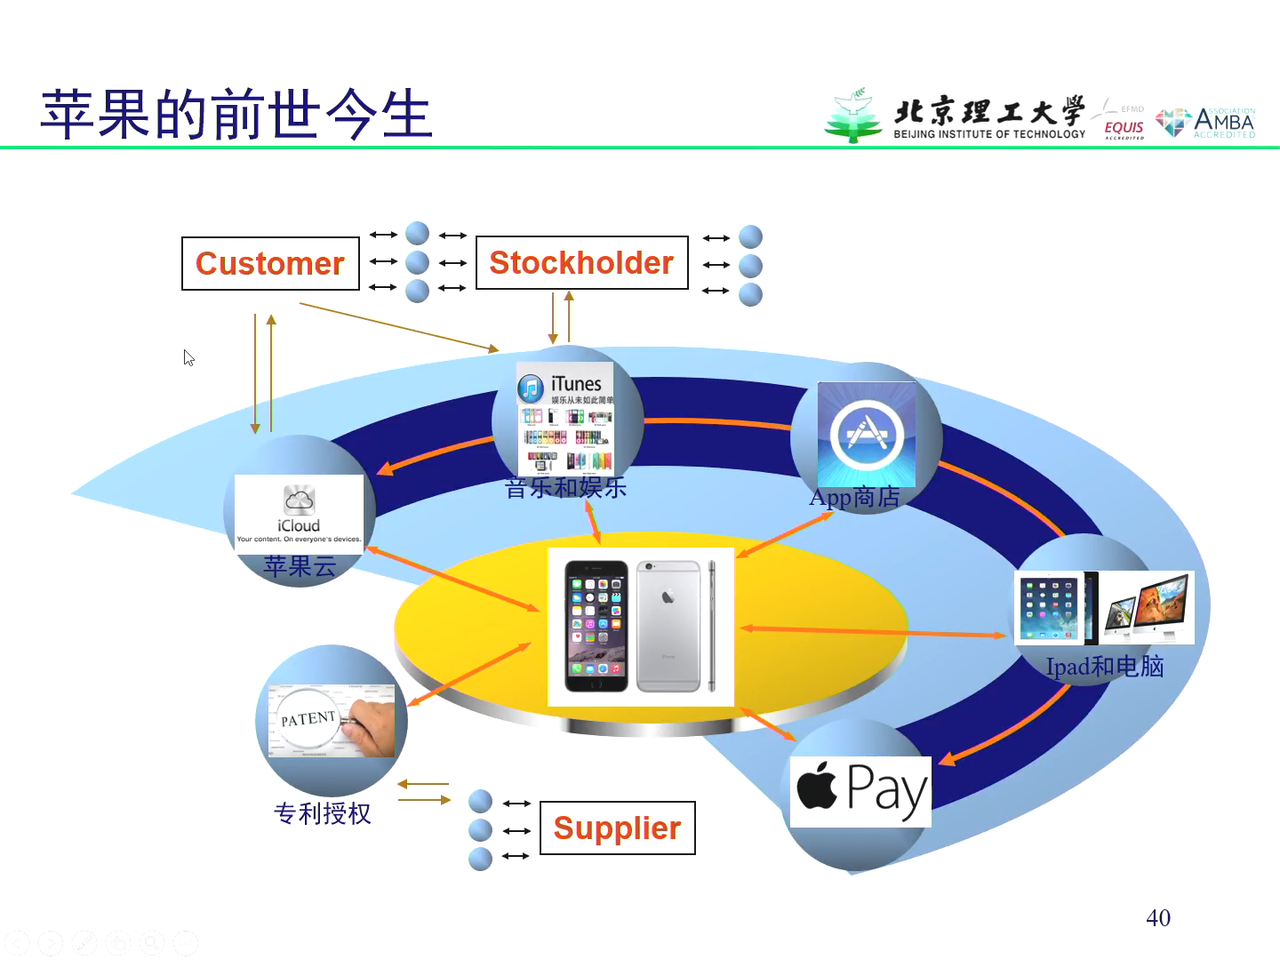 苹果的前世今生
北京理工大学
BEIJING INSTITUTE OF TECHNOLOGY
EFMD
EQUIS
ACCREDITED
ASSOCIATION
AMBA
ACCREDITED
Customer
Stockholder
iTunes
娱乐从未如此简单
音乐和娱乐
App商店
iCloud
Your content. On everyone's devices.
苹果云
Ipad和电脑
PATENT
专利授权
Pay
Supplier
40